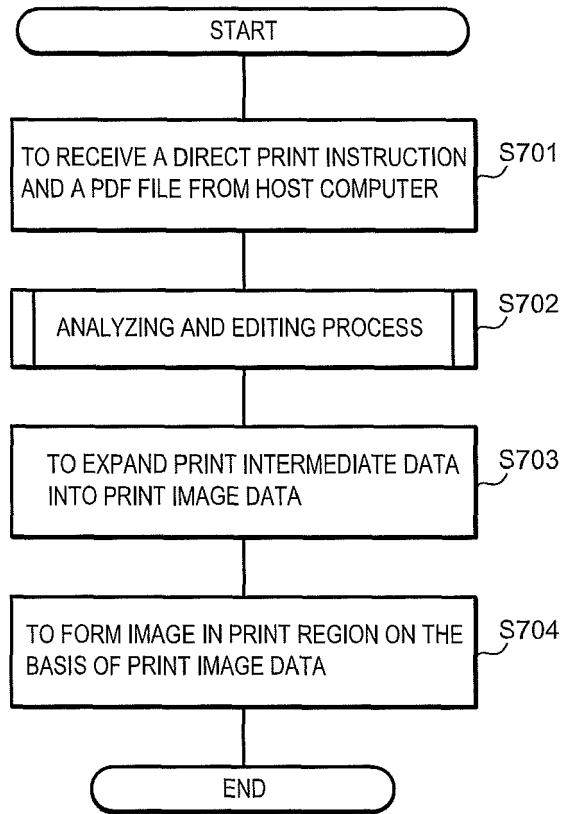 START
TO RECEIVE A DIRECT PRINT INSTRUCTION
AND A PDF FILE FROM HOST COMPUTER
S701
ANALYZING AND EDITING PROCESS
S702
TO EXPAND PRINT INTERMEDIATE DATA
INTO PRINT IMAGE DATA
S703
TO FORM IMAGE IN PRINT REGION ON THE
BASIS OF PRINT IMAGE DATA
S704
END